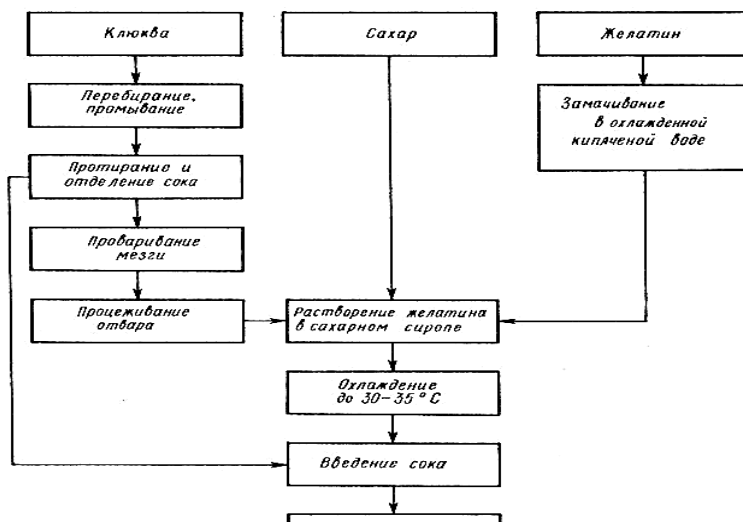 Клюква
Сахар
Желатин
Перебирание,
промывание
Замачивание
в охлажденной
кипяченой воде
Протирание и
отделение сока
Проваривание
мезги
Процеживание
отвара
Растворение желатина
в сахарном сиропе
Охлаждение
до 30–35°С
Введение сока